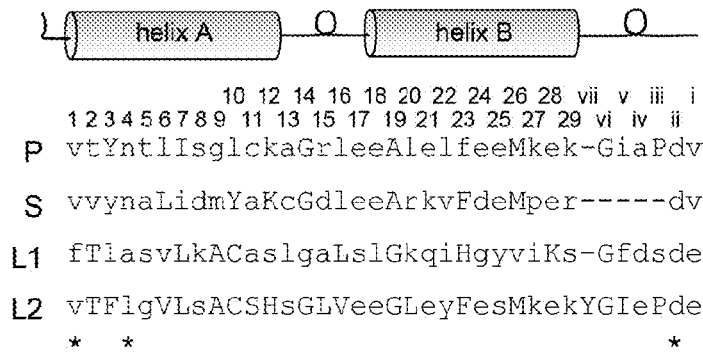 helix A helix B
10 12 14 16 18 20 22 24 26 28 vii v iii i
1 2 3 4 5 6 7 8 9 11 13 15 17 19 21 23 25 27 29 vi iv ii
P vtYntlIsglckaGrleeAlelfeeMkek-GiaPdv
S vvynaLidmYaKcGdleeArkvFdeMper-----dv
L1 fTlasvLkACaslgaLslGkqiHgyviKs-Gfdsde
L2 vTFlgVLsACSHsGLVeeGLeyFesMkekYGIePde
* * *